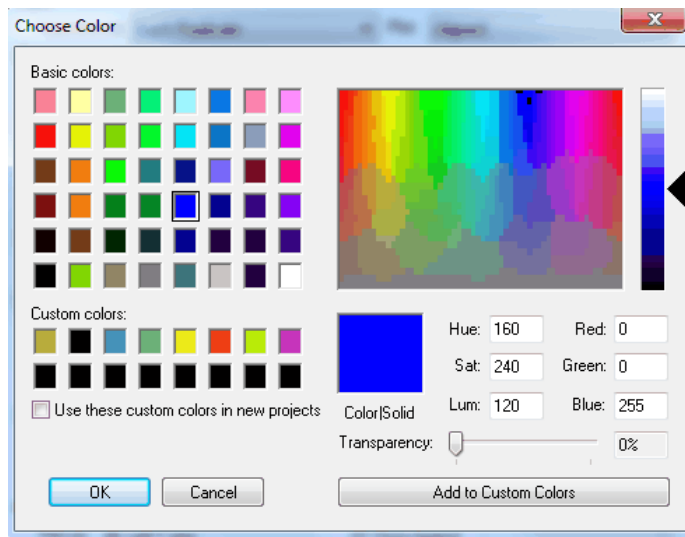 Choose Color
Basic colors:
Custom colors:
Use these custom colors in new projects
OK
Cancel
Color|Solid
Hue: 160
Red: 0
Sat: 240
Green: 0
Lum: 120
Blue: 255
Transparency:
0%
Add to Custom Colors